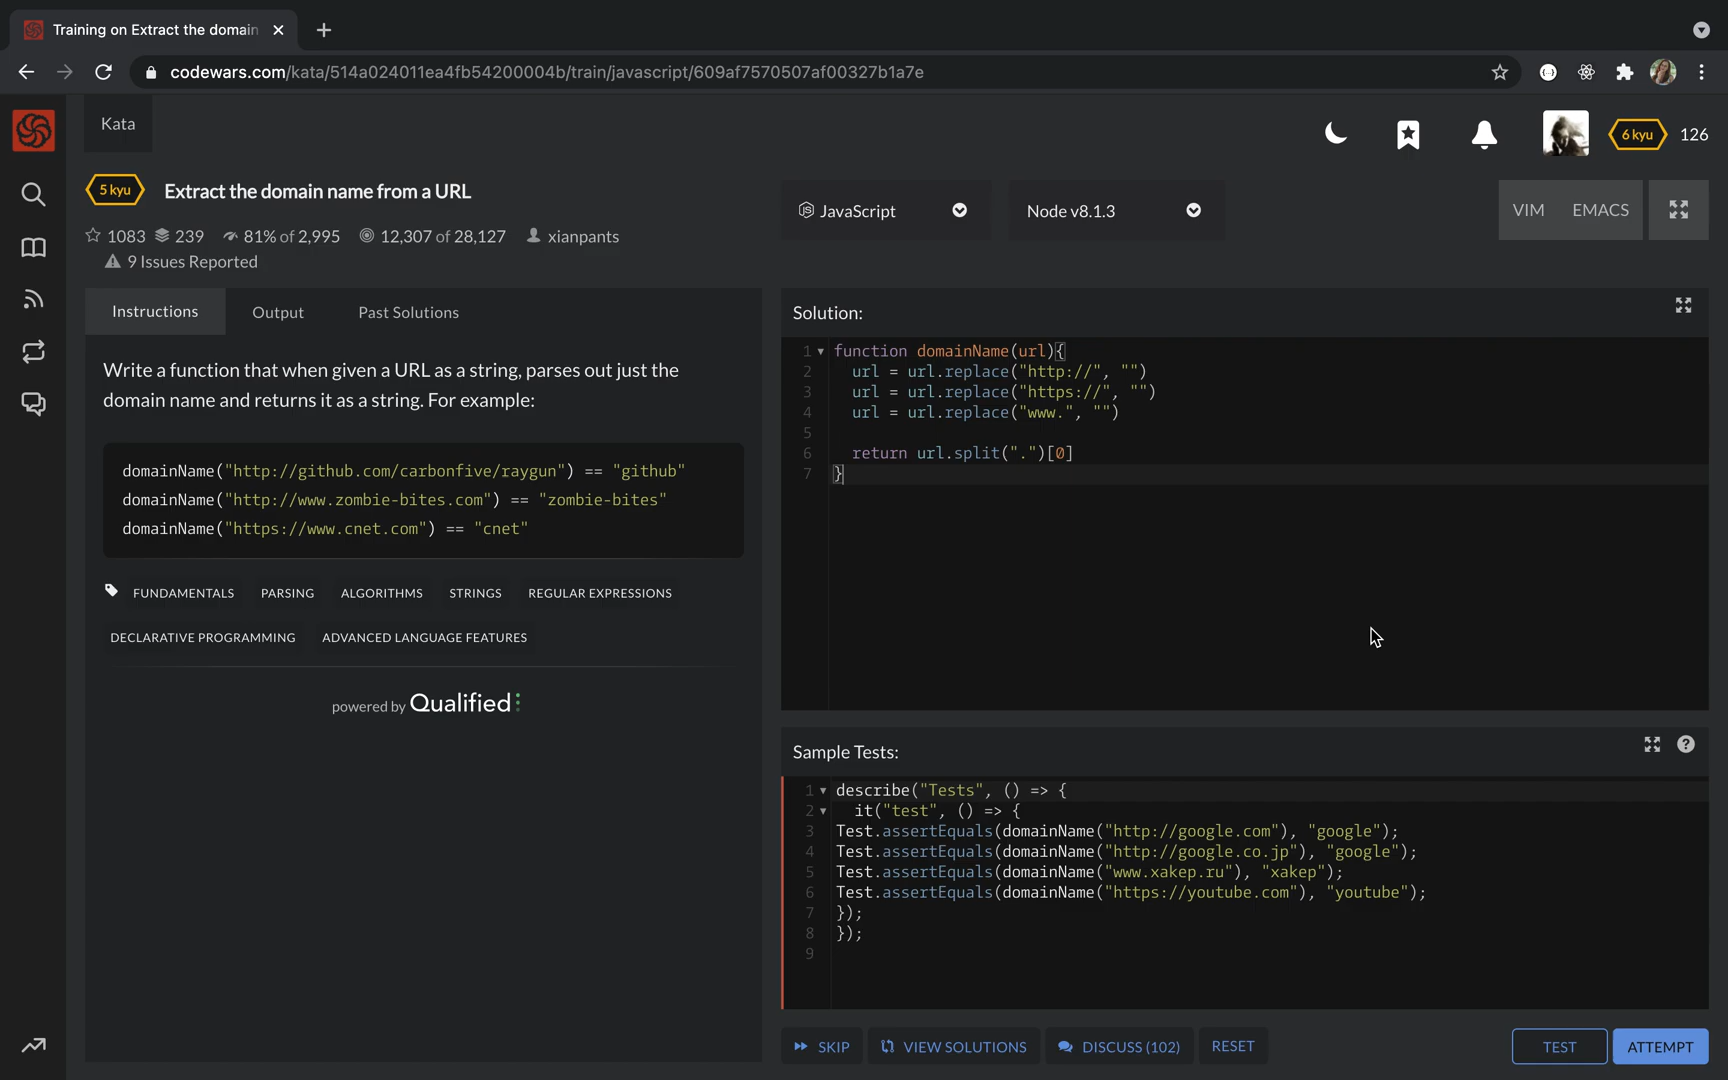 Training on Extract the domain
codewars.com/kata/514a024011ea4fb54200004b/train/javascript/609af7570507af00327b1a7e
Kata
6 kyu 126
5 kyu Extract the domain name from a URL
1083 239 81% of 2,995 12,307 of 28,127 xianpants
9 Issues Reported
JavaScript
Node v8.1.3
VIM EMACS
Instructions Output Past Solutions
Write a function that when given a URL as a string, parses out just the
domain name and returns it as a string. For example:
domainName("http://github.com/carbonfive/raygun") == "github"
domainName("http://www.zombie-bites.com") == "zombie-bites"
domainName("https://www.cnet.com") == "cnet"
FUNDAMENTALS PARSING ALGORITHMS STRINGS REGULAR EXPRESSIONS
DECLARATIVE PROGRAMMING ADVANCED LANGUAGE FEATURES
powered by Qualified
Solution:
1 function domainName(url){
2 url = url.replace("http://", "")
3 url = url.replace("https://", "")
4 url = url.replace("www.", "")
5
6 return url.split(".")[0]
7 }
Sample Tests:
1 describe("Tests", () => {
2 it("test", () => {
3 Test.assertEquals(domainName("http://google.com"), "google");
4 Test.assertEquals(domainName("http://google.co.jp"), "google");
5 Test.assertEquals(domainName("www.xakep.ru"), "xakep");
6 Test.assertEquals(domainName("https://youtube.com"), "youtube");
7 });
8 });
9
SKIP VIEW SOLUTIONS DISCUSS (102) RESET TEST ATTEMPT